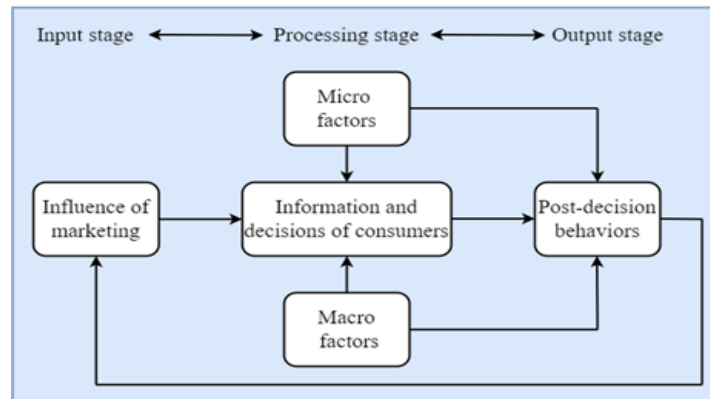 Input stage
Processing stage
Output stage
Micro
factors
Influence of
marketing
Information and
decisions of consumers
Post-decision
behaviors
Macro
factors